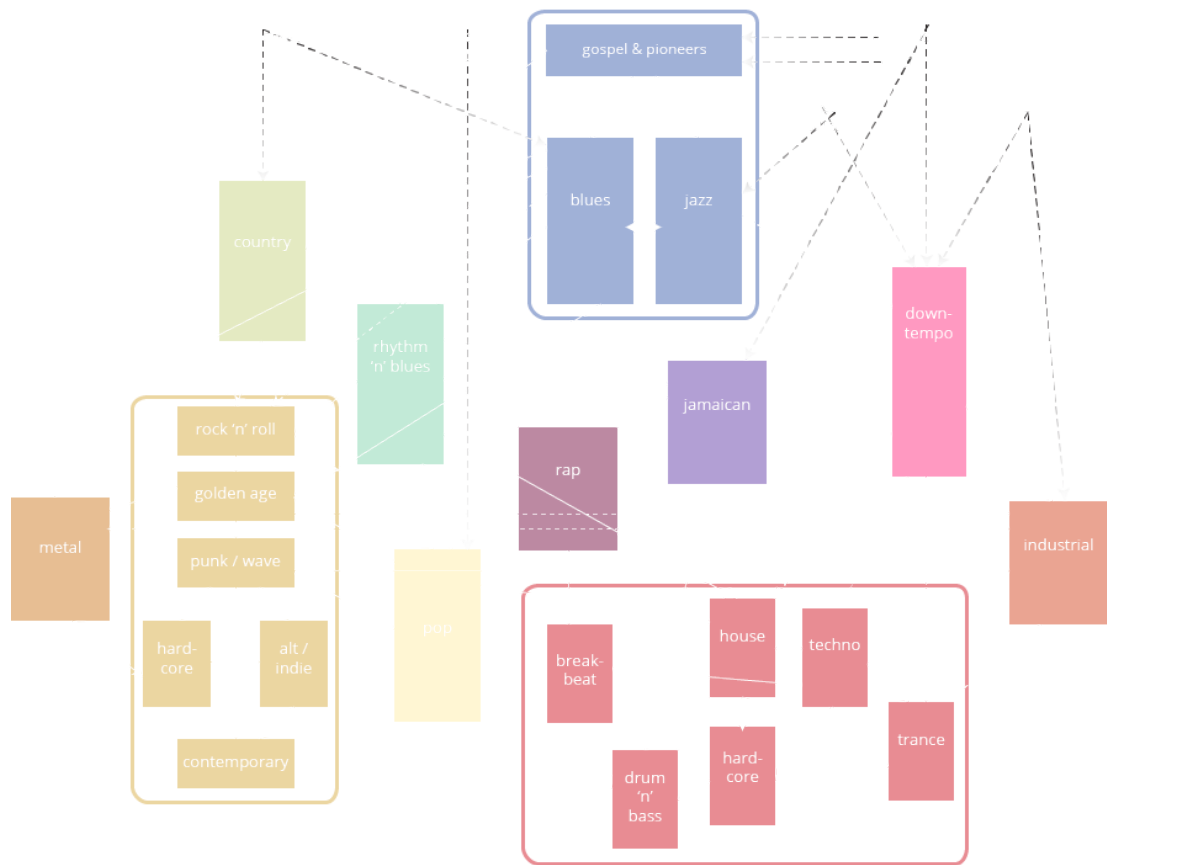 gospel & pioneers
blues
jazz
country
down-
tempo
rhythm
‘n’ blues
jamaican
rock ‘n’ roll
rap
golden age
metal
industrial
punk / wave
pop
hard-
core
alt /
indie
break-
beat
house
techno
trance
contemporary
hard-
core
drum
‘n’
bass